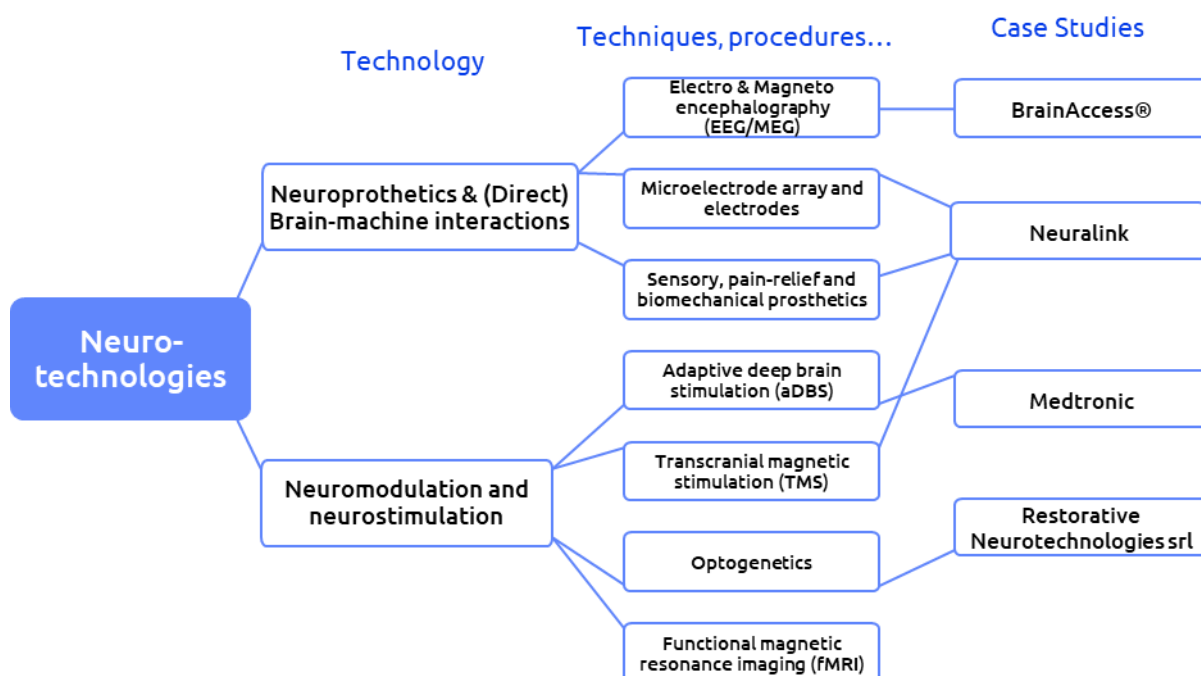 Technology
Techniques, procedures…
Case Studies
Neuro-
technologies
Neuroprothetics & (Direct)
Brain-machine interactions
Neuromodulation and
neurostimulation
Electro & Magneto
encephalography
(EEG/MEG)
Microelectrode array and
electrodes
Sensory, pain-relief and
biomechanical prosthetics
Adaptive deep brain
stimulation (aDBS)
Transcranial magnetic
stimulation (TMS)
Optogenetics
Functional magnetic
resonance imaging (fMRI)
BrainAccess®
Neuralink
Medtronic
Restorative
Neurotechnologies srl